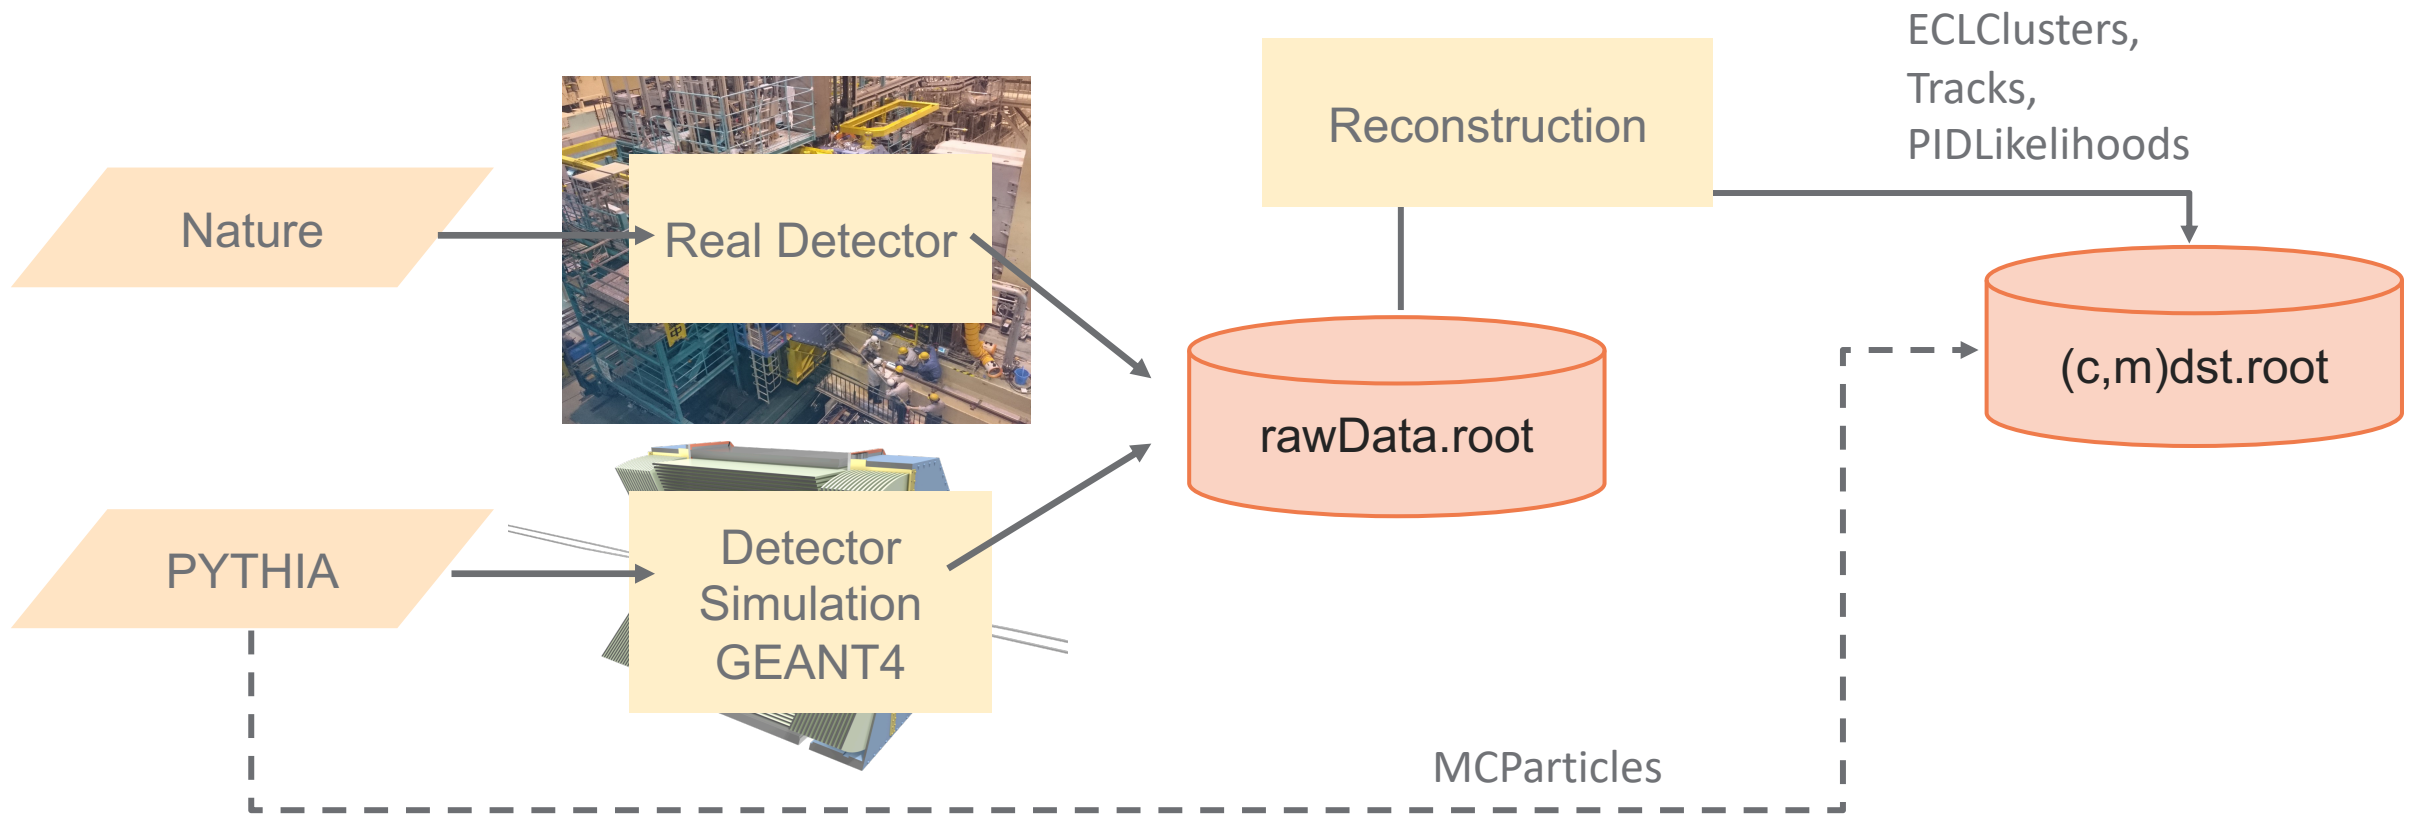 ECLClusters,
Tracks,
PIDLikelihoods
Reconstruction
Nature
Real Detector
(c,m)dst.root
rawData.root
PYTHIA
Detector
Simulation
GEANT4
MCParticles